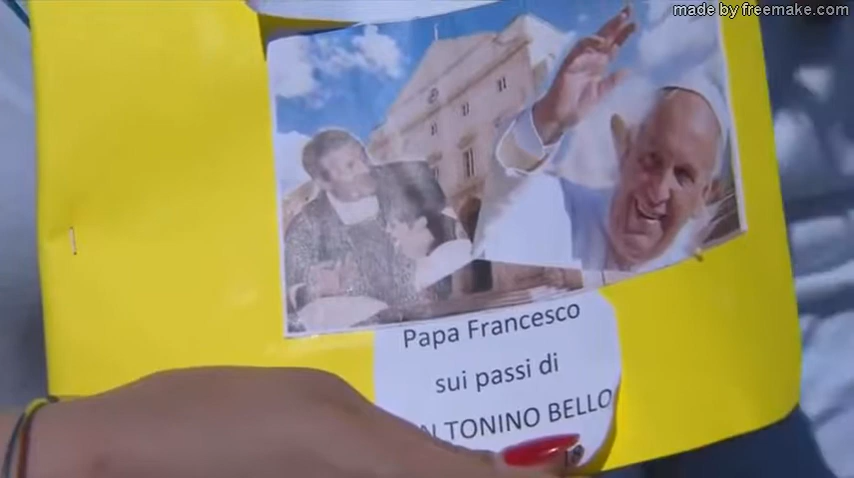 made by freemake.com
Papa Francesco
sui passi di
N TONINO BELLO